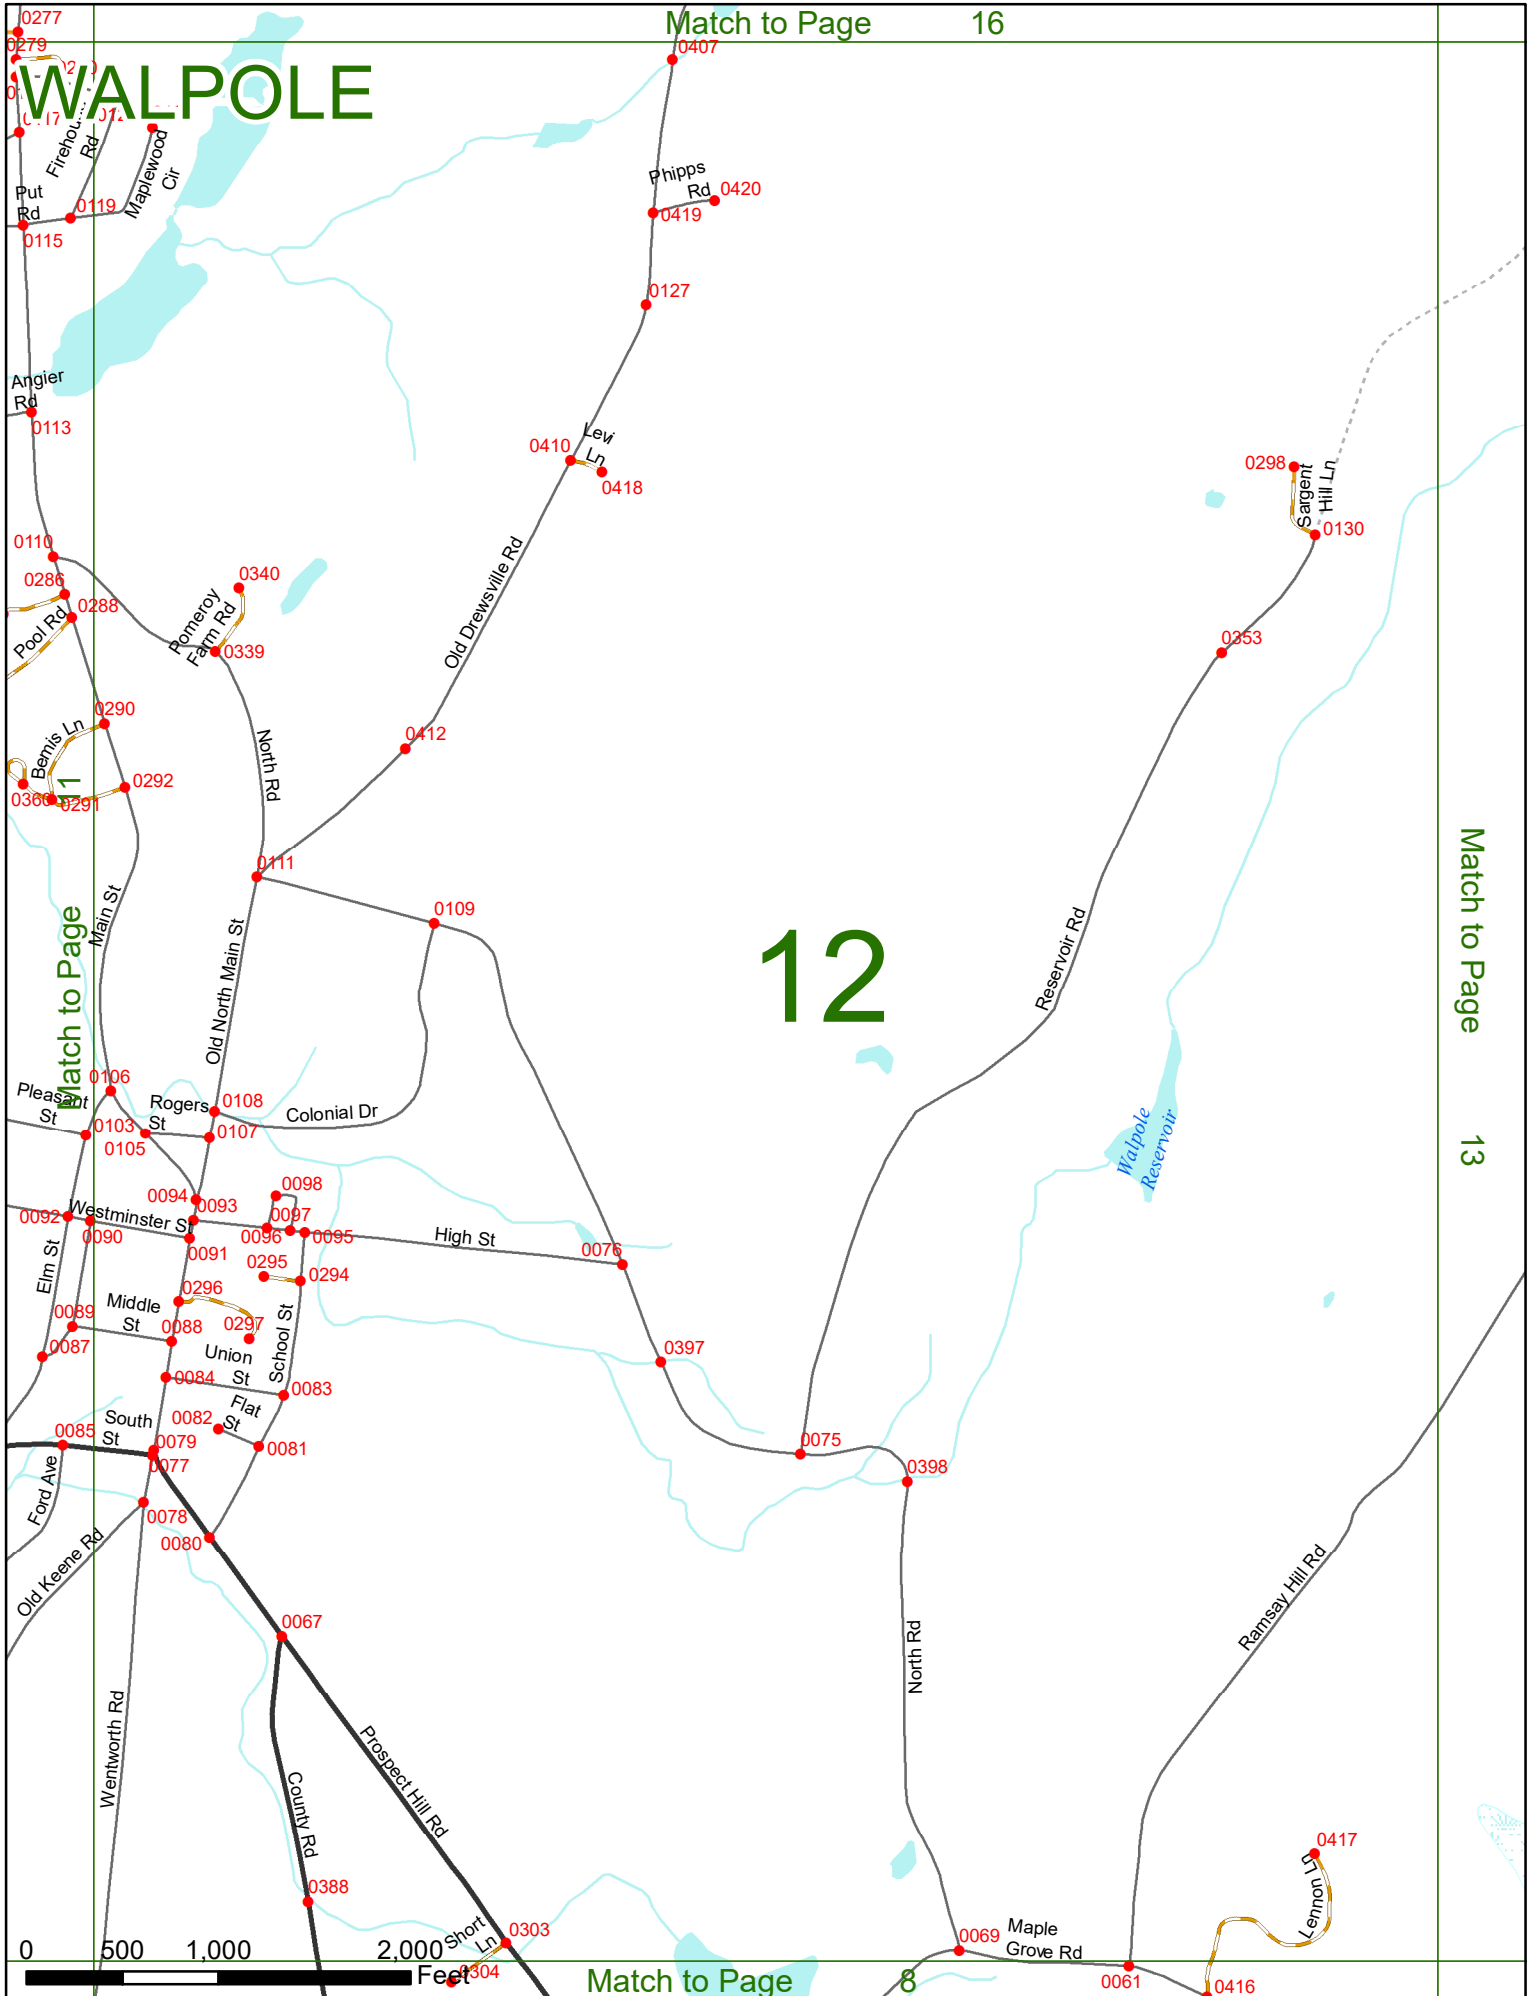 Match to Page 16
0277
0279
0407
WALPOLE
Rd
Maplewood
Cir
Put
Rd
0119
0115
Phipps
Rd
0420
0419
0127
Angier
Rd
0113
Levi
Ln
0410
0418
0298
Sargent
Hill Ln
0130
0110
0286
0288
Pool Rd
0340
Pomeroy
Farm Rd
0339
Old Drewsville Rd
0353
0290
Bemis Ln
0412
North Rd
0292
0291
11
0111
0109
Main St
Match to Page
Old North Main St
12
Reservoir Rd
Match to Page
13
0106
Pleasant
St
Rogers
St
0108
Colonial Dr
0103
0105
0107
Walpole
Reservoir
0098
0094
0093
0092
Westminster St
0097
0096
0095
0090
0091
High St
0076
Elm St
0295
0294
0296
Middle
St
0089
0088
0297
0087
Union
St
School St
0397
0084
0083
Flat
St
South
St
0082
0085
0079
0081
0077
0075
0398
Ford Ave
0078
0080
Old Keene Rd
0067
North Rd
Ramsay Hill Rd
Wentworth Rd
County Rd
Prospect Hill Rd
0417
Lennon Ln
0388
Short
Ln
0303
0069
Maple
Grove Rd
0 500 1,000 2,000
Feet
0304
Match to Page 8
0061
0416